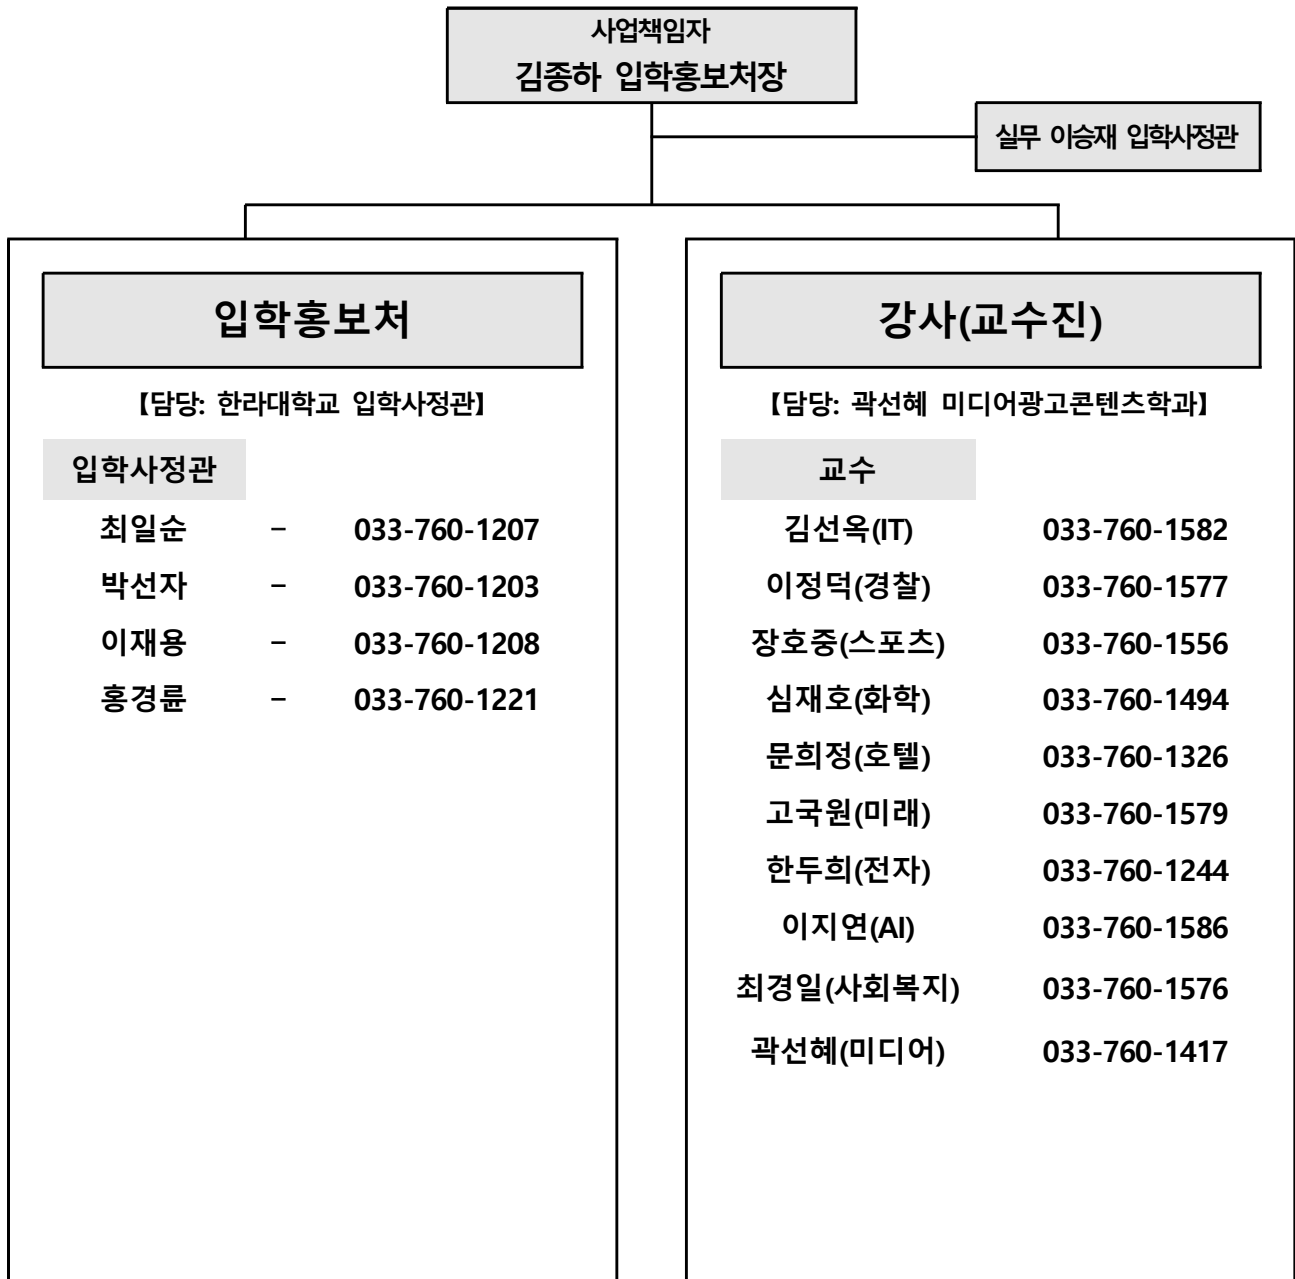 사업책임자
김종하 입학홍보처장
실무 이승재 입학사정관
입학홍보처
【담당: 한라대학교 입학사정관】
입학사정관
최일순 - 033-760-1207
박선자 - 033-760-1203
이재용 - 033-760-1208
홍경륜 - 033-760-1221
강사(교수진)
【담당: 곽선혜 미디어광고콘텐츠학과】
교수
김선옥(IT) 033-760-1582
이정덕(경찰) 033-760-1577
장호중(스포츠) 033-760-1556
심재호(화학) 033-760-1494
문희정(호텔) 033-760-1326
고국원(미래) 033-760-1579
한두희(전자) 033-760-1244
이지연(AI) 033-760-1586
최경일(사회복지) 033-760-1576
곽선혜(미디어) 033-760-1417